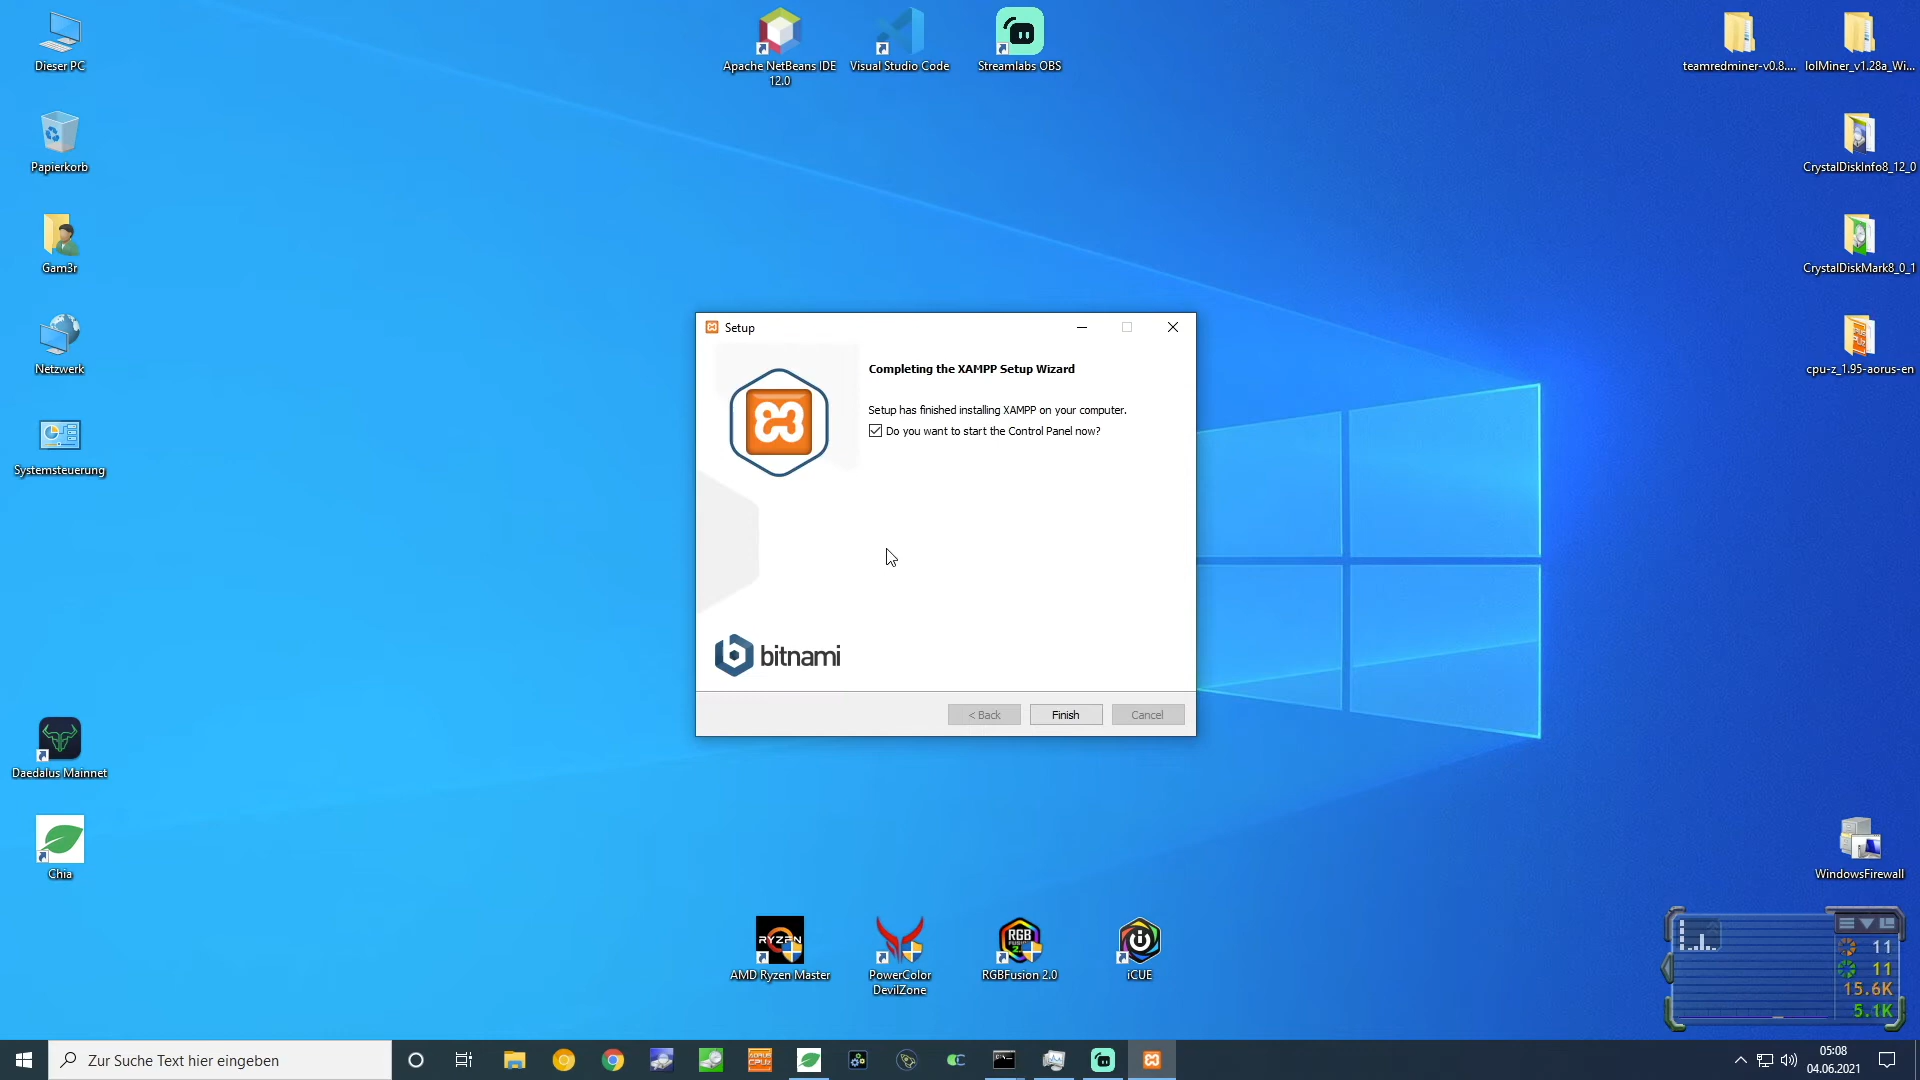 Dieser PC
Papierkorb
Gam3r
Netzwerk
Systemsteuerung
Daedalus Mainnet
Chia
Apache NetBeans IDE
12.0
Visual Studio Code
Streamlabs OBS
teamredminer-v0.8....
lolMiner_v1.28a_Wi...
CrystalDiskInfo8_12_0
CrystalDiskMark8_0_1
cpu-z_1.95-aorus-en
WindowsFirewall
Setup
Completing the XAMPP Setup Wizard
Setup has finished installing XAMPP on your computer.
Do you want to start the Control Panel now?
bitnami
< Back
Finish
Cancel
RYZEN
AMD Ryzen Master
PowerColor
DevilZone
RGB
RGBFusion 2.0
iCUE
11
11
15.6K
5.1K
Zur Suche Text hier eingeben
05:08
04.06.2021